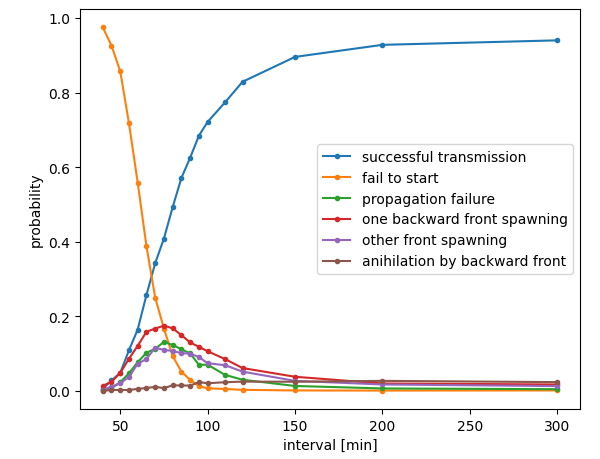 1.0
0.8
0.6
0.4
0.2
0.0
probability
successful transmission
fail to start
propagation failure
one backward front spawning
other front spawning
anihilation by backward front
50 100 150 200 250 300
interval [min]